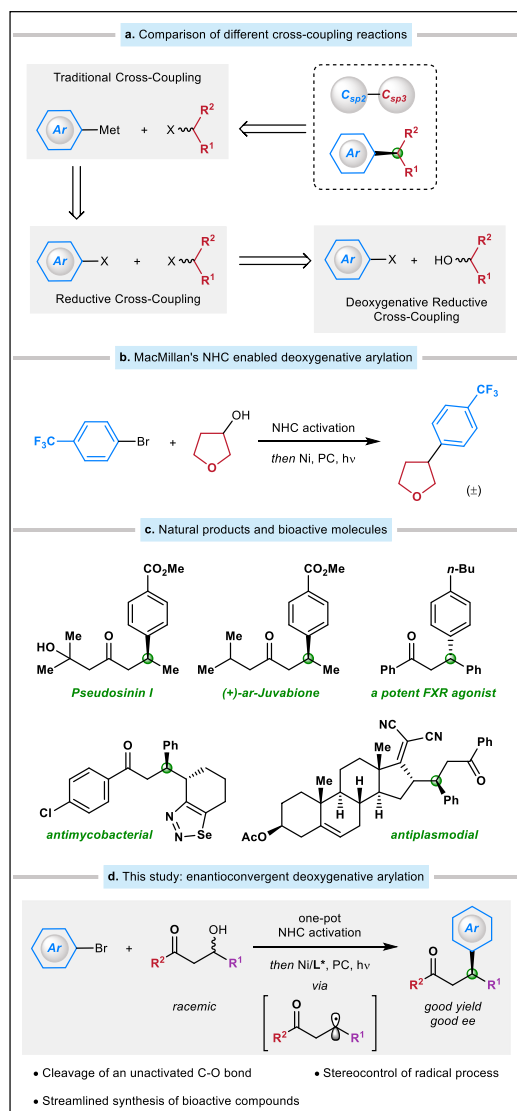 a. Comparison of different cross-coupling reactions
Traditional Cross-Coupling
Csp2 Csp3
Ar Met + X R2 R1
Ar R2 R1
Ar X + X R2 R1
Reductive Cross-Coupling
Ar X + HO R2 R1
Deoxygenative Reductive
Cross-Coupling
b. MacMillan's NHC enabled deoxygenative arylation
F3C Br + OH O
NHC activation
then Ni, PC, hν
CF3
O
(±)
c. Natural products and bioactive molecules
CO2Me
Me
HO
Me
O
Me
Pseudosinin I
CO2Me
Me
Me
O
Me
(+)-ar-Juvabione
n-Bu
O
Ph
Ph
a potent FXR agonist
O
Ph
Cl
N
N
Se
antimycobacterial
NC
CN
Me
Me
H
H
H
AcO
Ph
O
Ph
antiplasmodial
d. This study: enantioconvergent deoxygenative arylation
Ar Br + R2 O OH R1
racemic
one-pot
NHC activation
then Ni/L*, PC, hν
via
O
R2 R1
Ar
O
R2 R1
good yield
good ee
• Cleavage of an unactivated C-O bond
• Stereocontrol of radical process
• Streamlined synthesis of bioactive compounds